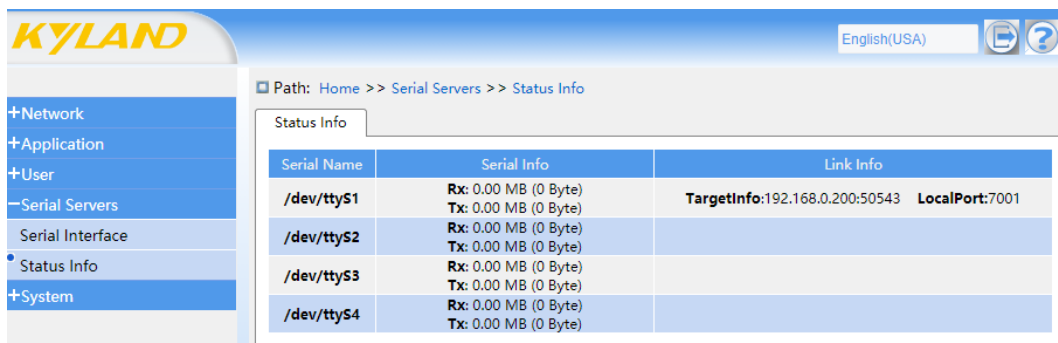 KYLAND
English(USA)
Path: Home >> Serial Servers >> Status Info
+Network
+Application
+User
−Serial Servers
Serial Interface
Status Info
+System
Status Info
Serial Name Serial Info Link Info
/dev/ttyS1 Rx: 0.00 MB (0 Byte) TargetInfo:192.168.0.200:50543 LocalPort:7001
Tx: 0.00 MB (0 Byte)
/dev/ttyS2 Rx: 0.00 MB (0 Byte)
Tx: 0.00 MB (0 Byte)
/dev/ttyS3 Rx: 0.00 MB (0 Byte)
Tx: 0.00 MB (0 Byte)
/dev/ttyS4 Rx: 0.00 MB (0 Byte)
Tx: 0.00 MB (0 Byte)